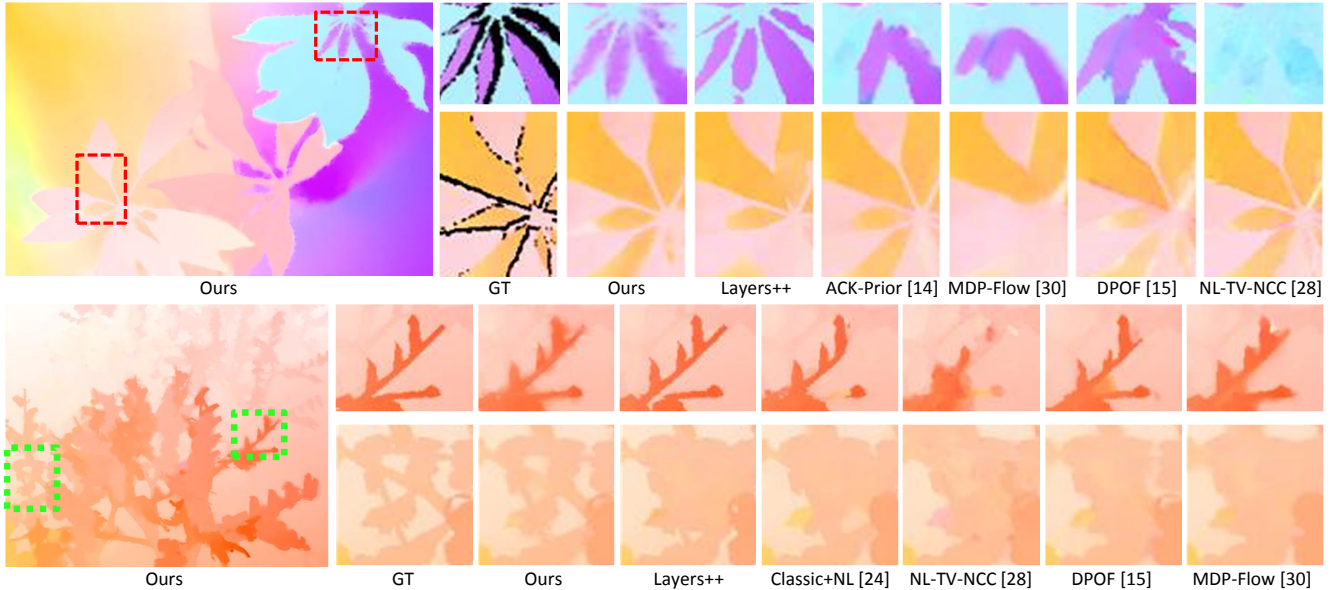 Ours
GT
Ours
Layers++
ACK-Prior [14]
MDP-Flow [30]
DPOF [15]
NL-TV-NCC [28]
Ours
GT
Ours
Layers++
Classic+NL [24]
NL-TV-NCC [28]
DPOF [15]
MDP-Flow [30]